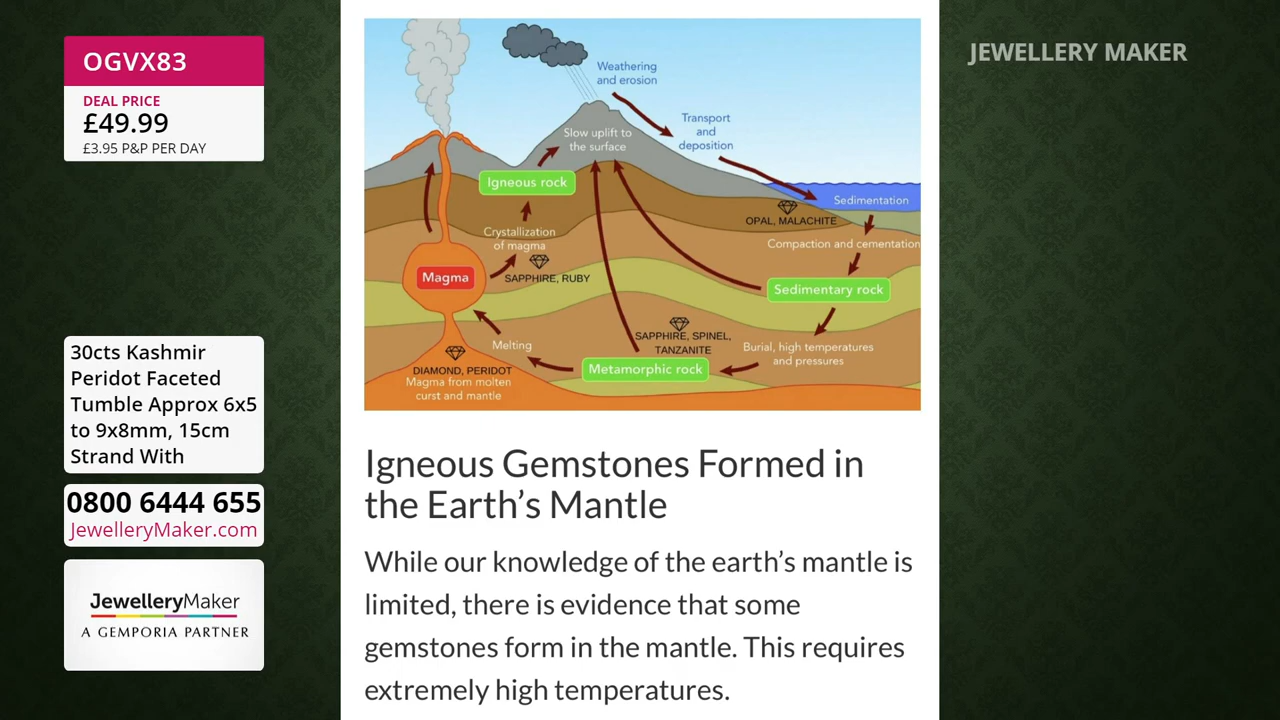 OGVX83
DEAL PRICE
£49.99
£3.95 P&P PER DAY
30cts Kashmir
Peridot Faceted
Tumble Approx 6x5
to 9x8mm, 15cm
Strand With
0800 6444 655
JewelleryMaker.com
JewelleryMaker
A GEMPORIA PARTNER
Weathering
and erosion
Transport
and
deposition
Slow uplift to
the surface
Igneous rock
Sedimentation
OPAL, MALACHITE
Crystallization
of magma
Compaction and cementation
Magma
SAPPHIRE, RUBY
Sedimentary rock
SAPPHIRE, SPINEL,
TANZANITE
Melting
Burial, high temperatures
and pressures
Metamorphic rock
DIAMOND, PERIDOT
Magma from molten
curst and mantle
Igneous Gemstones Formed in
the Earth’s Mantle
While our knowledge of the earth’s mantle is
limited, there is evidence that some
gemstones form in the mantle. This requires
extremely high temperatures.
JEWELLERY MAKER